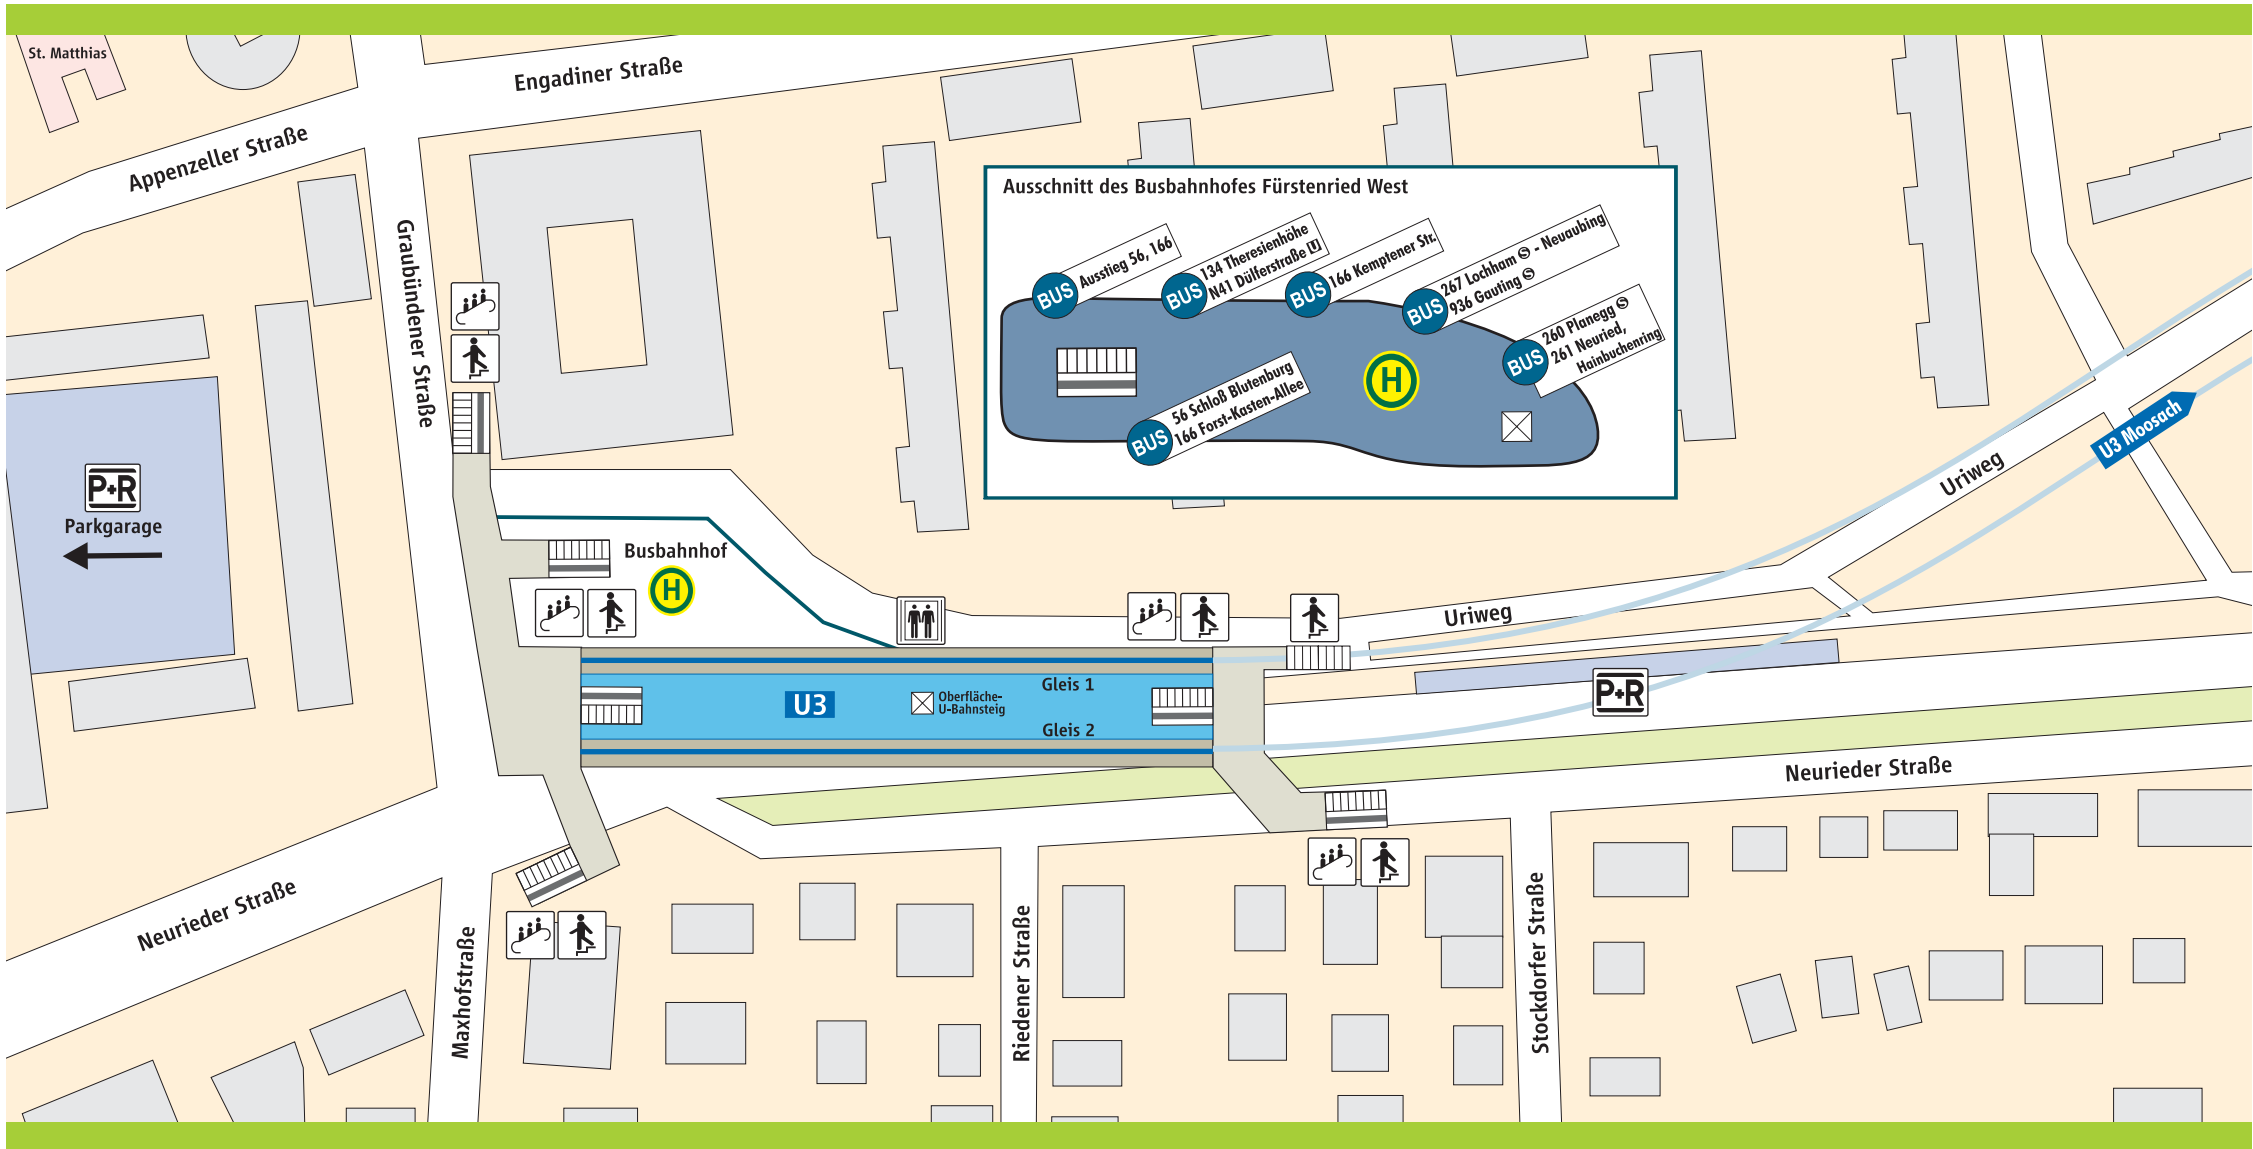 St. Matthias
Engadiner Straße
Appenzeller Straße
Graubündener Straße
Ausschnitt des Busbahnhofes Fürstenried West
BUS
Ausstieg 56, 166
BUS
134 Theresienhöhe
N41 Dülferstraße U
BUS
166 Kemptener Str.
BUS
267 Lochham S - Neuaubing
936 Gauting S
BUS
260 Planegg S
261 Neuried,
Hainbuchenring
H
BUS
56 Schloß Blutenburg
166 Forst-Kasten-Allee
U3 Moosach
Uriweg
P+R
Parkgarage
Busbahnhof
H
Uriweg
Gleis 1
U3
Oberfläche-
U-Bahnsteig
Gleis 2
P+R
Neurieder Straße
Neurieder Straße
Maxhofstraße
Riedener Straße
Stockdorfer Straße